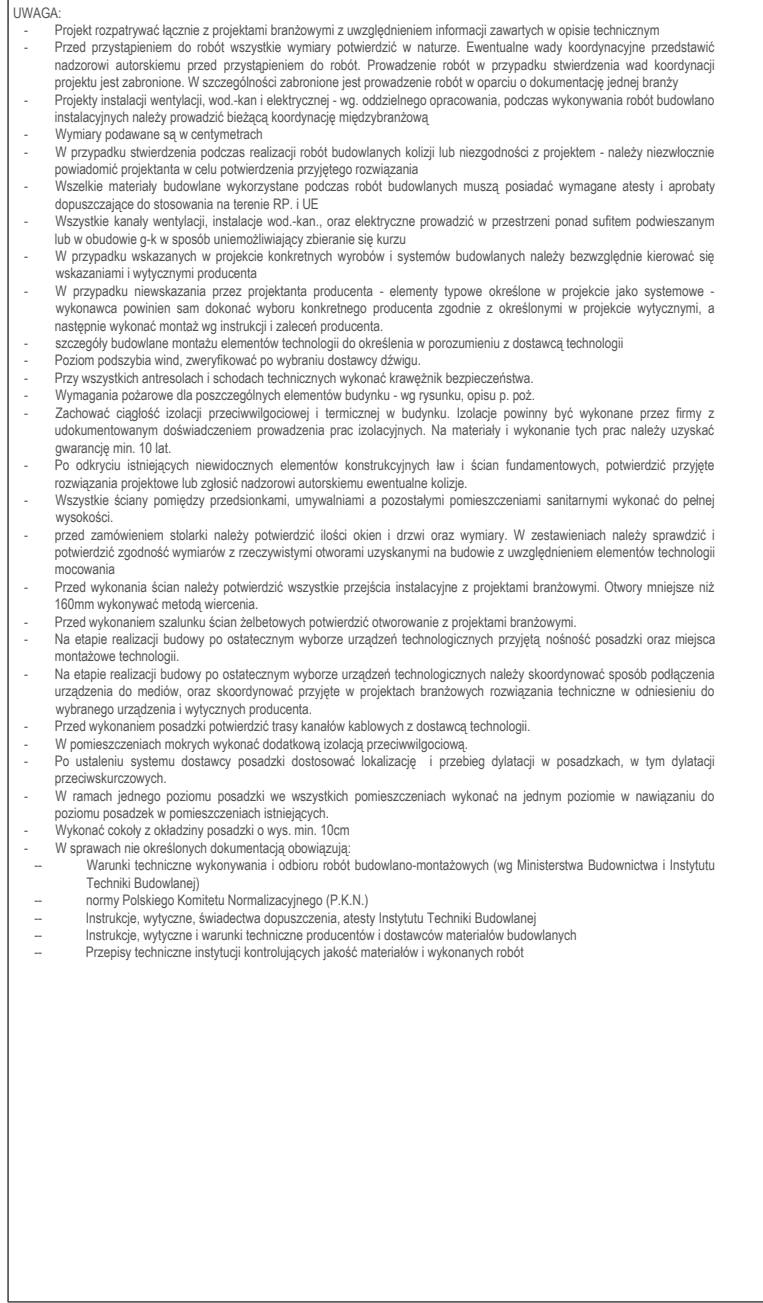 UWAGA:
- Projekt rozpatrywać łącznie z projektami branżowymi z uwzględnieniem informacji zawartych w opisie technicznym
- Przed przystąpieniem do robót wszystkie wymiary potwierdzić w naturze. Ewentualne wady koordynacyjne przedstawić
nadzorowi autorskiemu przed przystąpieniem do robót. Prowadzenie robót w przypadku stwierdzenia wad koordynacji
projektu jest zabronione. W szczególności zabronione jest prowadzenie robót w oparciu o dokumentację jednej branży
- Projekty instalacji wentylacji, wod.-kan i elektrycznej - wg. oddzielnego opracowania, podczas wykonywania robót budowlano
instalacyjnych należy prowadzić bieżącą koordynację międzybranżową
- Wymiary podawane są w centymetrach
- W przypadku stwierdzenia podczas realizacji robót budowlanych kolizji lub niezgodności z projektem - należy niezwłocznie
powiadomić projektanta w celu potwierdzenia przyjętego rozwiązania
- Wszelkie materiały budowlane wykorzystane podczas robót budowlanych muszą posiadać wymagane atesty i aprobaty
dopuszczające do stosowania na terenie RP. i UE
- Wszystkie kanały wentylacji, instalacje wod.-kan., oraz elektryczne prowadzić w przestrzeni ponad sufitem podwieszanym
lub w obudowie g-k w sposób uniemożliwiający zbieranie się kurzu
- W przypadku wskazanych w projekcie konkretnych wyrobów i systemów budowlanych należy bezwzględnie kierować się
wskazaniami i wytycznymi producenta
- W przypadku niewskazania przez projektanta producenta - elementy typowe określone w projekcie jako systemowe -
wykonawca powinien sam dokonać wyboru konkretnego producenta zgodnie z określonymi w projekcie wytycznymi, a
następnie wykonać montaż wg instrukcji i zaleceń producenta.
- szczegóły budowlane montażu elementów technologii do określenia w porozumieniu z dostawcą technologii
- Poziom podszybia wind, zweryfikować po wybraniu dostawcy dźwigu.
- Przy wszystkich antresolach i schodach technicznych wykonać krawężnik bezpieczeństwa.
- Wymagania pożarowe dla poszczególnych elementów budynku - wg rysunku, opisu p. poż.
- Zachować ciągłość izolacji przeciwwilgociowej i termicznej w budynku. Izolacje powinny być wykonane przez firmy z
udokumentowanym doświadczeniem prowadzenia prac izolacyjnych. Na materiały i wykonanie tych prac należy uzyskać
gwarancję min. 10 lat.
- Po odkryciu istniejących niewidocznych elementów konstrukcyjnych ław i ścian fundamentowych, potwierdzić przyjęte
rozwiązania projektowe lub zgłosić nadzorowi autorskiemu ewentualne kolizje.
- Wszystkie ściany pomiędzy przedsionkami, umywalniami a pozostałymi pomieszczeniami sanitarnymi wykonać do pełnej
wysokości.
- przed zamówieniem stolarki należy potwierdzić ilości okien i drzwi oraz wymiary. W zestawieniach należy sprawdzić i
potwierdzić zgodność wymiarów z rzeczywistymi otworami uzyskanymi na budowie z uwzględnieniem elementów technologii
mocowania
- Przed wykonania ścian należy potwierdzić wszystkie przejścia instalacyjne z projektami branżowymi. Otwory mniejsze niż
160mm wykonywać metodą wiercenia.
- Przed wykonaniem szalunku ścian żelbetowych potwierdzić otworowanie z projektami branżowymi.
- Na etapie realizacji budowy po ostatecznym wyborze urządzeń technologicznych przyjętą nośność posadzki oraz miejsca
montażowe technologii.
- Na etapie realizacji budowy po ostatecznym wyborze urządzeń technologicznych należy skoordynować sposób podłączenia
urządzenia do mediów, oraz skoordynować przyjęte w projektach branżowych rozwiązania techniczne w odniesieniu do
wybranego urządzenia i wytycznych producenta.
- Przed wykonaniem posadzki potwierdzić trasy kanałów kablowych z dostawcą technologii.
- W pomieszczeniach mokrych wykonać dodatkową izolacją przeciwwilgociową.
- Po ustaleniu systemu dostawcy posadzki dostosować lokalizację i przebieg dylatacji w posadzkach, w tym dylatacji
przeciwskurczowych.
- W ramach jednego poziomu posadzki we wszystkich pomieszczeniach wykonać na jednym poziomie w nawiązaniu do
poziomu posadzek w pomieszczeniach istniejących.
- Wykonać cokoły z okładziny posadzki o wys. min. 10cm
- W sprawach nie określonych dokumentacją obowiązują:
-- Warunki techniczne wykonywania i odbioru robót budowlano-montażowych (wg Ministerstwa Budownictwa i Instytutu
Techniki Budowlanej)
-- normy Polskiego Komitetu Normalizacyjnego (P.K.N.)
-- Instrukcje, wytyczne, świadectwa dopuszczenia, atesty Instytutu Techniki Budowlanej
-- Instrukcje, wytyczne i warunki techniczne producentów i dostawców materiałów budowlanych
-- Przepisy techniczne instytucji kontrolujących jakość materiałów i wykonanych robót